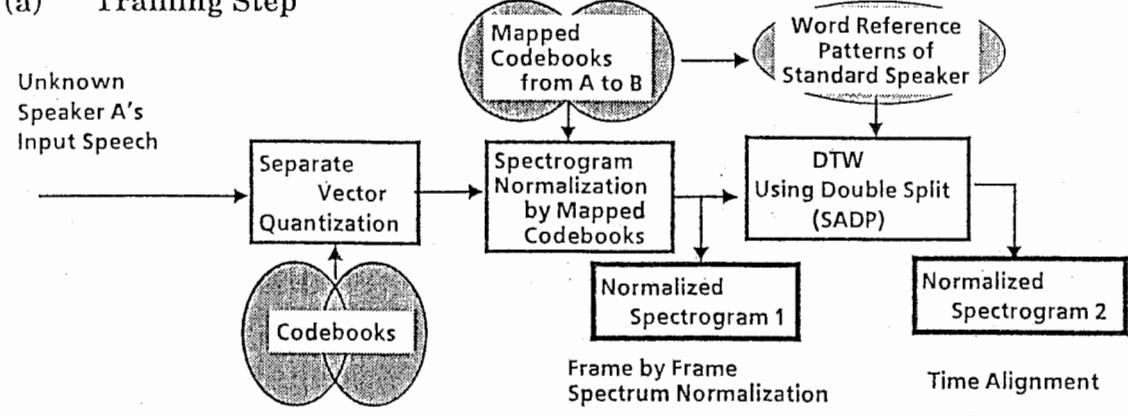 (a) Training Step
Mapped
Codebooks
from A to B
Word Reference
Patterns of
Standard Speaker
Unknown
Speaker A's
Input Speech
Separate
Vector
Quantization
Spectrogram
Normalization
by Mapped
Codebooks
DTW
Using Double Split
(SADP)
Codebooks
Normalized
Spectrogram 1
Normalized
Spectrogram 2
Frame by Frame
Spectrum Normalization
Time Alignment